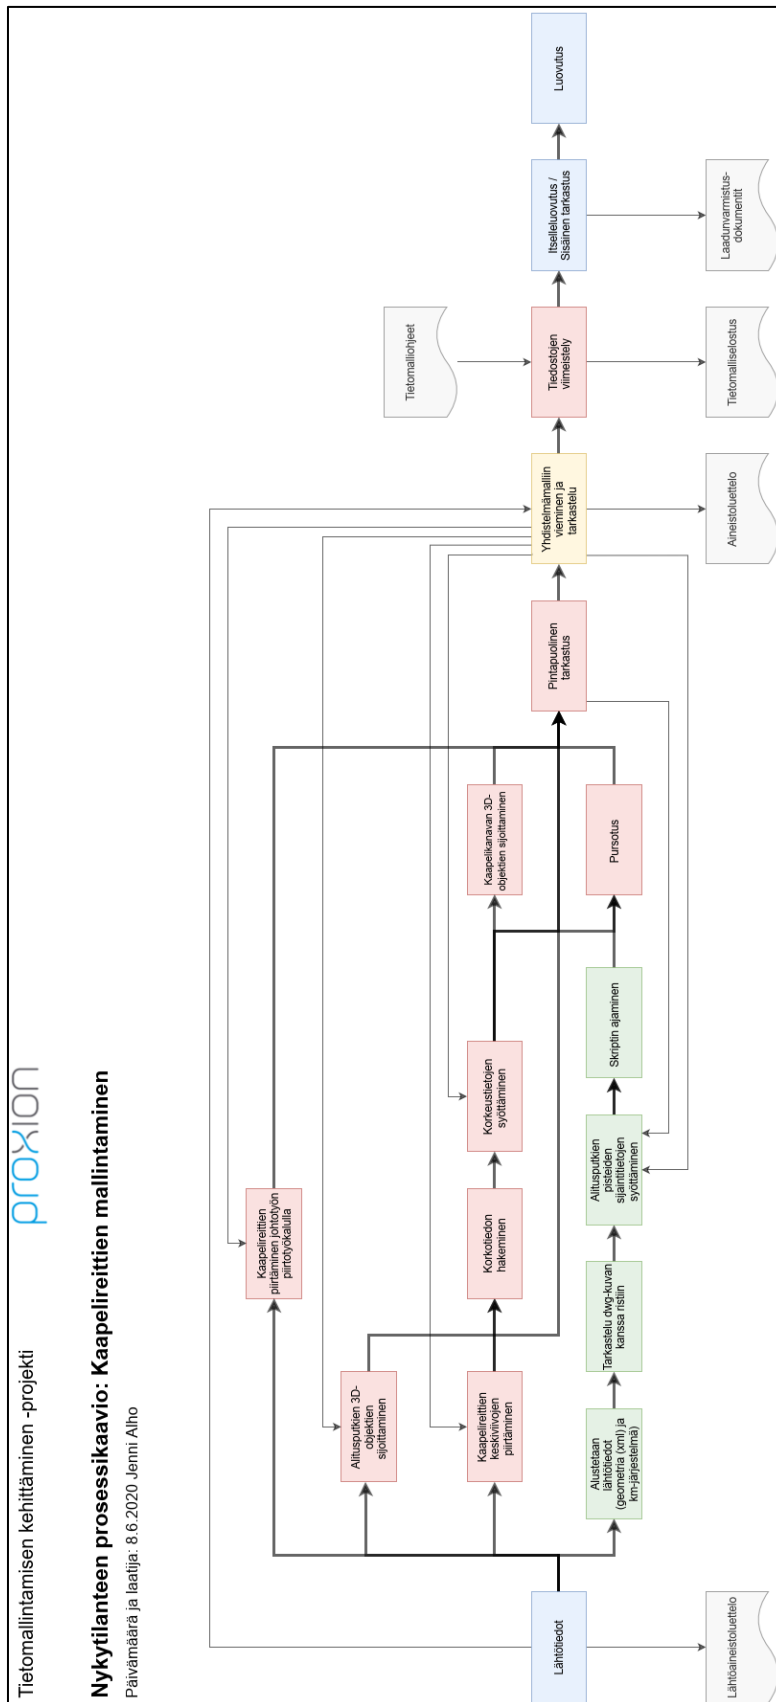 Tietomallintamisen kehittäminen -projekti
proxion
Nykytilanteen prosessikaavio: Kaapelireittien mallintaminen
Päivämäärä ja laatija: 8.6.2020 Jenni Alho
Lähtötiedot
Lähtöaineistoluettelo
Kaapelireittien
piirtäminen johtotyön
piirtotyökalulla
Alitusputkien 3D-
objektien
sijoittaminen
Kaapelireittien
keskiviivojen
piirtäminen
Korkotiedon
hakeminen
Korkeustietojen
syöttäminen
Kaapelikanavan 3D-
objektien sijoittaminen
Alustetaan
lähtötiedot
(geometria (xml) ja
km-järjestelmä)
Tarkastelu dwg-kuvan
kanssa ristiin
Alitusputkien
pisteiden
sijaintitietojen
syöttäminen
Skriptin ajaminen
Pursotus
Pintapuolinen
tarkastus
Yhdistelmämalliin
vieminen ja
tarkastelu
Aineistoluettelo
Tietomalliohjeet
Tiedostojen
viimeistely
Tietomalliselostus
Itselleluovutus /
Sisäinen tarkastus
Laadunvarmistus-
dokumentit
Luovutus